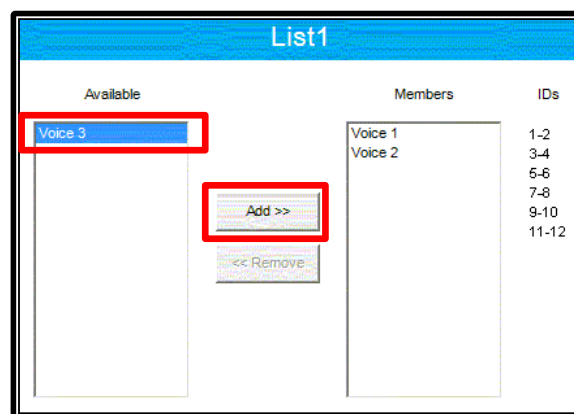 List1
Available
Members
IDs
Voice 3
Voice 1
Voice 2
1-2
3-4
5-6
7-8
9-10
11-12
Add >>
<< Remove